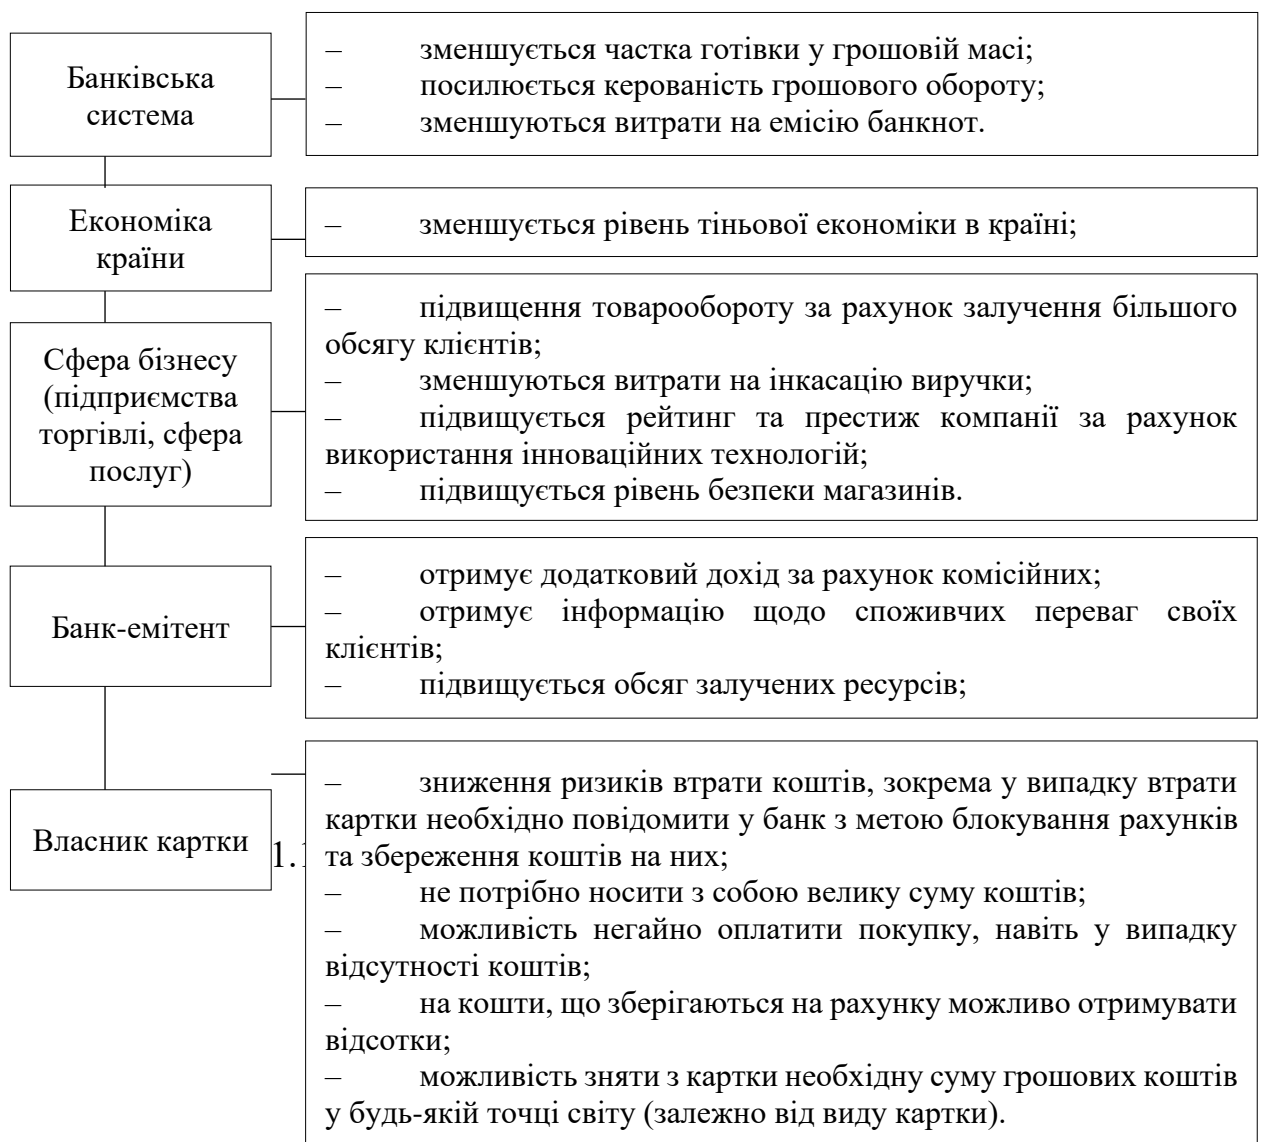 Банківська
система
–	зменшується частка готівки у грошовій масі;
–	посилюється керованість грошового обороту;
–	зменшуються витрати на емісію банкнот.
Економіка
країни
–	зменшується рівень тіньової економіки в країні;
Сфера бізнесу
(підприємства
торгівлі, сфера
послуг)
–	підвищення товарообороту за рахунок залучення більшого
обсягу клієнтів;
–	зменшуються витрати на інкасацію виручки;
–	підвищується рейтинг та престиж компанії за рахунок
використання інноваційних технологій;
–	підвищується рівень безпеки магазинів.
Банк-емітент
–	отримує додатковий дохід за рахунок комісійних;
–	отримує інформацію щодо споживчих переваг своїх
клієнтів;
–	підвищується обсяг залучених ресурсів;
Власник картки
–	зниження ризиків втрати коштів, зокрема у випадку втрати
картки необхідно повідомити у банк з метою блокування рахунків
та збереження коштів на них;
–	не потрібно носити з собою велику суму коштів;
–	можливість негайно оплатити покупку, навіть у випадку
відсутності коштів;
–	на кошти, що зберігаються на рахунку можливо отримувати
відсотки;
–	можливість зняти з картки необхідну суму грошових коштів
у будь-якій точці світу (залежно від виду картки).